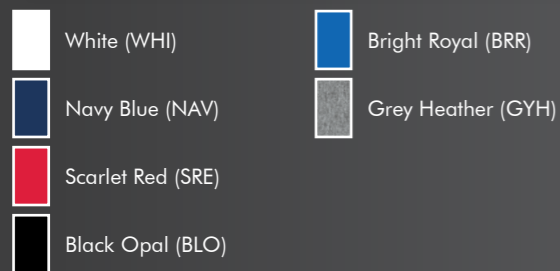 White (WHI)
Navy Blue (NAV)
Scarlet Red (SRE)
Black Opal (BLO)
Bright Royal (BRR)
Grey Heather (GYH)